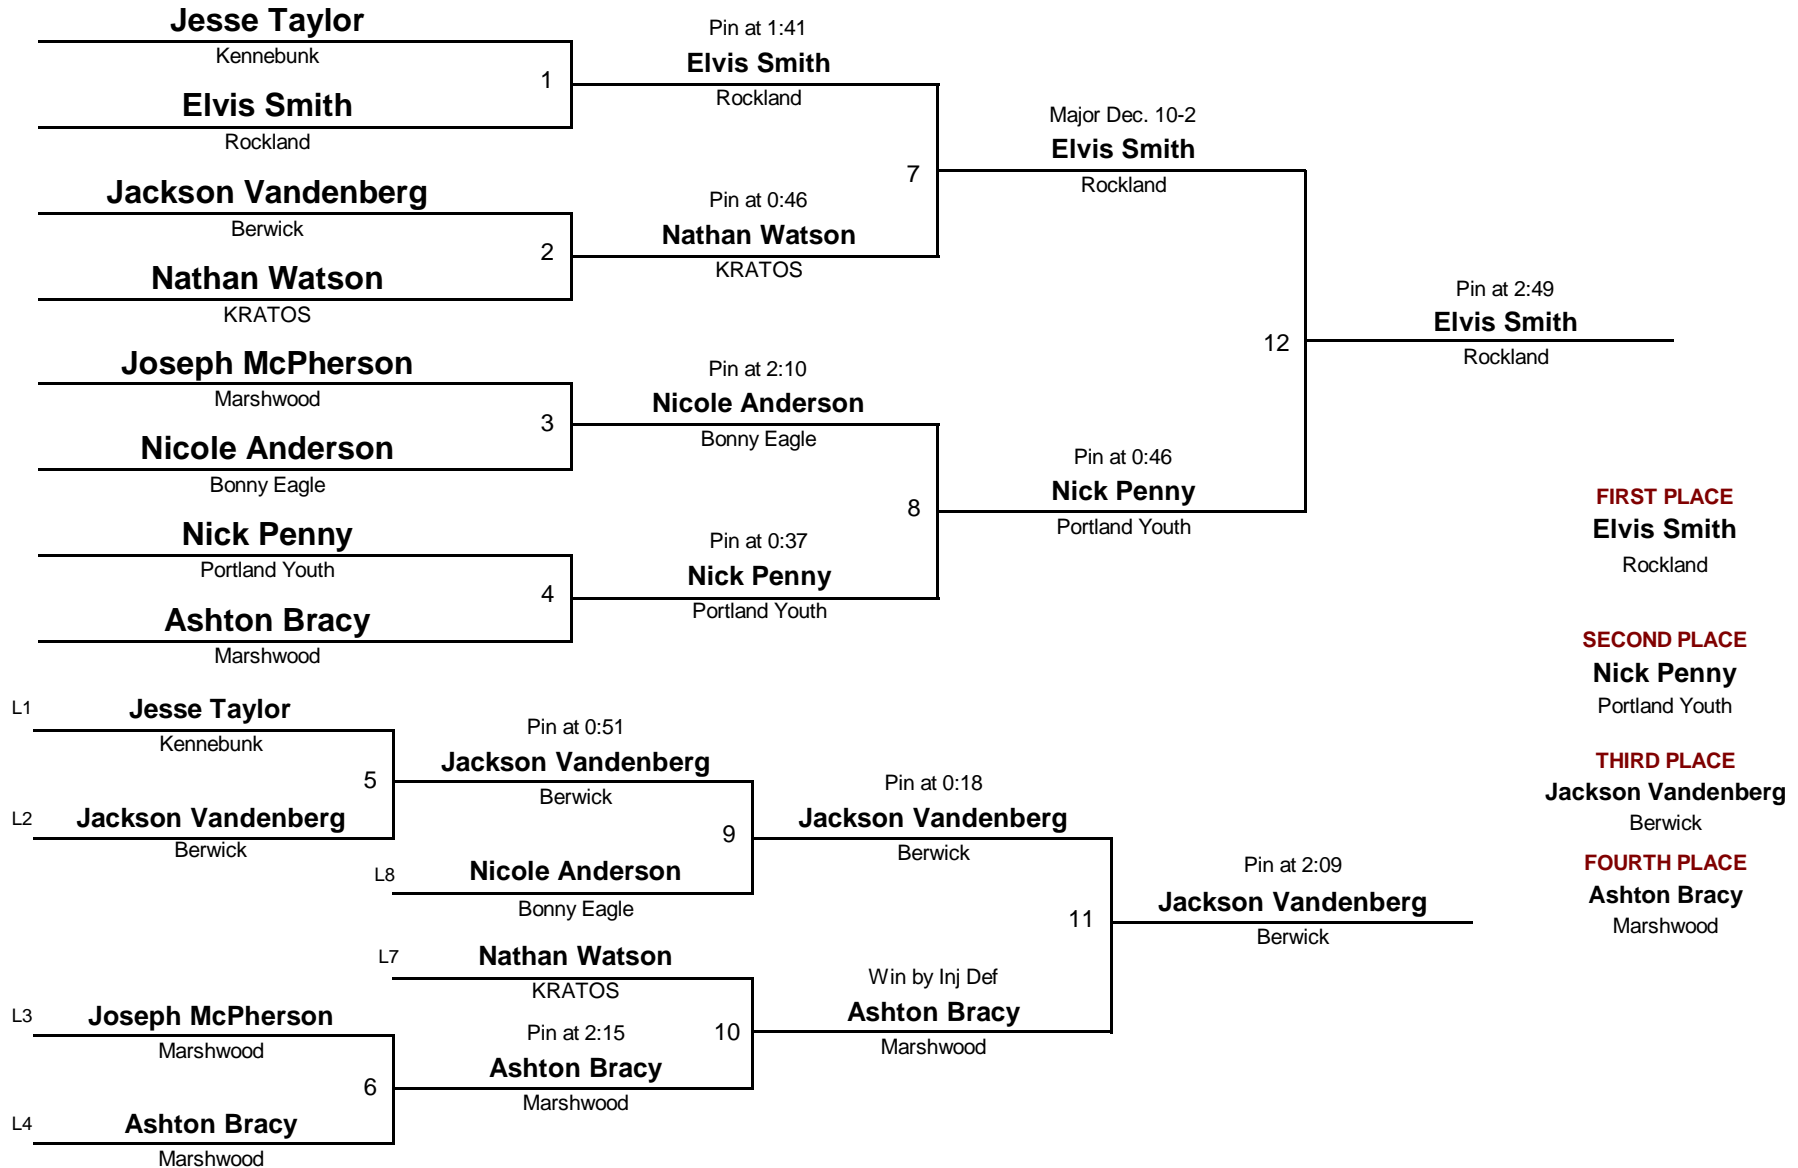 Jesse Taylor
Kennebunk
1
Elvis Smith
Rockland
Jackson Vandenberg
Berwick
2
Nathan Watson
KRATOS
Joseph McPherson
Marshwood
3
Nicole Anderson
Bonny Eagle
Nick Penny
Portland Youth
4
Ashton Bracy
Marshwood
Pin at 1:41
Elvis Smith
Rockland
7
Pin at 0:46
Nathan Watson
KRATOS
Pin at 2:10
Nicole Anderson
Bonny Eagle
8
Pin at 0:37
Nick Penny
Portland Youth
Major Dec. 10-2
Elvis Smith
Rockland
12
Pin at 0:46
Nick Penny
Portland Youth
Pin at 2:49
Elvis Smith
Rockland
L1
Jesse Taylor
Kennebunk
5
L2
Jackson Vandenberg
Berwick
Pin at 0:51
Jackson Vandenberg
Berwick
9
L8
Nicole Anderson
Bonny Eagle
L7
Nathan Watson
KRATOS
10
L3
Joseph McPherson
Marshwood
6
L4
Ashton Bracy
Marshwood
Pin at 2:15
Ashton Bracy
Marshwood
Pin at 0:18
Jackson Vandenberg
Berwick
11
Win by Inj Def
Ashton Bracy
Marshwood
Pin at 2:09
Jackson Vandenberg
Berwick
FIRST PLACE
Elvis Smith
Rockland
SECOND PLACE
Nick Penny
Portland Youth
THIRD PLACE
Jackson Vandenberg
Berwick
FOURTH PLACE
Ashton Bracy
Marshwood